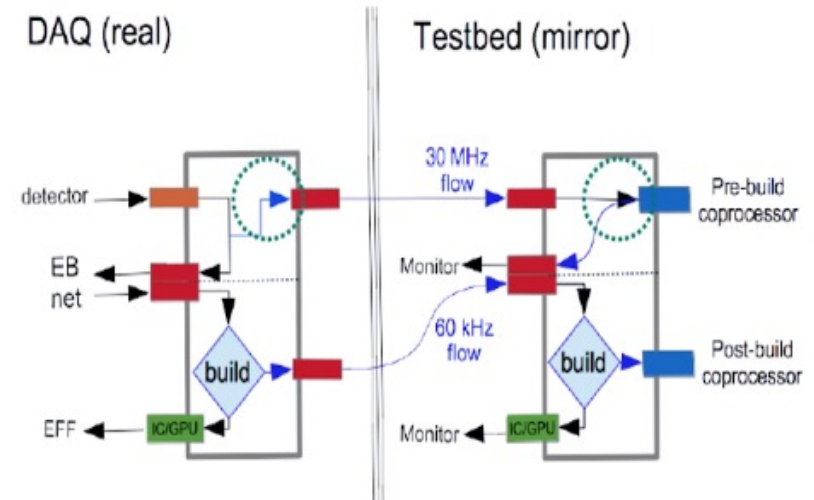 DAQ (real)
Testbed (mirror)
30 MHz
flow
detector
Pre-build
coprocessor
EB
net
Monitor
60 kHz
flow
build
build
Post-build
coprocessor
EFF
IC/GPU
Monitor
IC/GPU